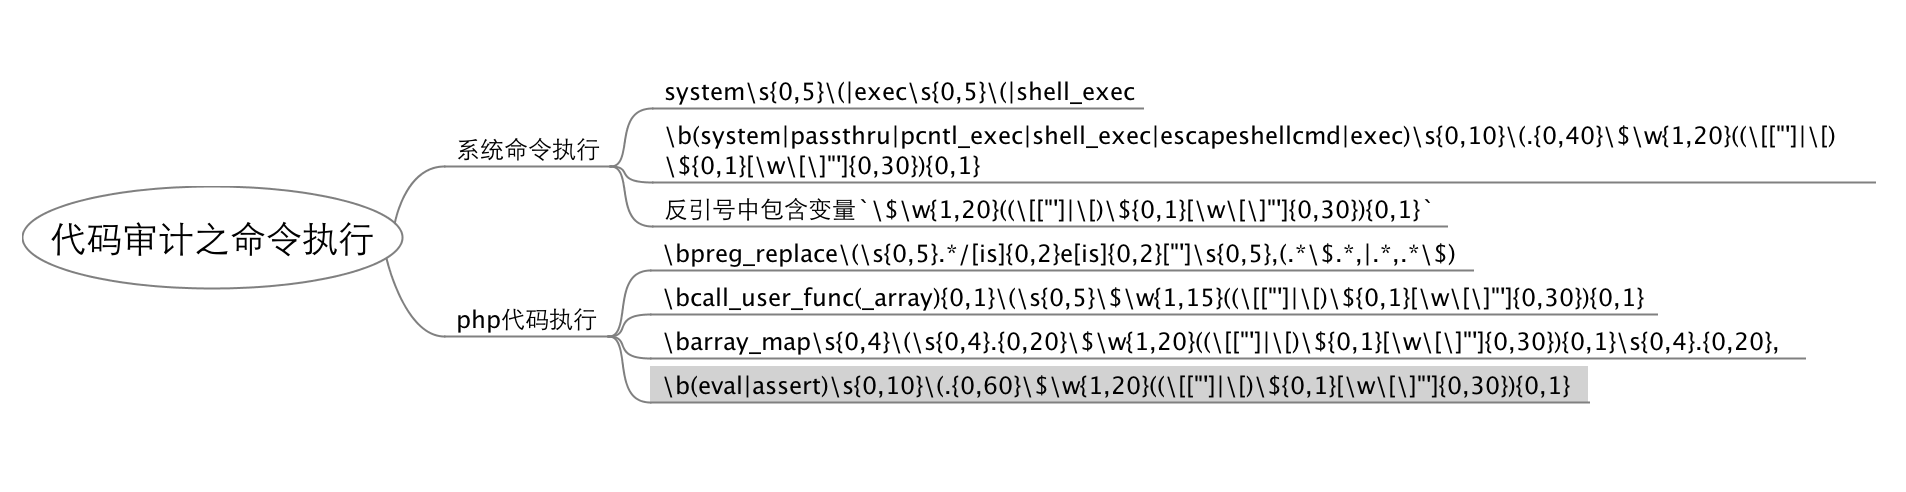 代码审计之命令执行
系统命令执行
system\s{0,5}\(|exec\s{0,5}\(|shell_exec
\b(system|passthru|pcntl_exec|shell_exec|escapeshellcmd|exec)\s{0,10}\(.{0,40}\$\w{1,20}((\[["']|\[)
\${0,1}[\w\[\]"']{0,30}){0,1}
反引号中包含变量`\$\w{1,20}((\[["']|\[)\${0,1}[\w\[\]"']{0,30}){0,1}`
php代码执行
\bpreg_replace\(\s{0,5}.*/[is]{0,2}e[is]{0,2}["']\s{0,5},(.*\$.*,|.*,.*\$)
\bcall_user_func(_array){0,1}\(\s{0,5}\$\w{1,15}((\[["']|\[)\${0,1}[\w\[\]"']{0,30}){0,1}
\barray_map\s{0,4}\(\s{0,4}.{0,20}\$\w{1,20}((\[["']|\[)\${0,1}[\w\[\]"']{0,30}){0,1}\s{0,4}.{0,20},
\b(eval|assert)\s{0,10}\(.{0,60}\$\w{1,20}((\[["']|\[)\${0,1}[\w\[\]"']{0,30}){0,1}